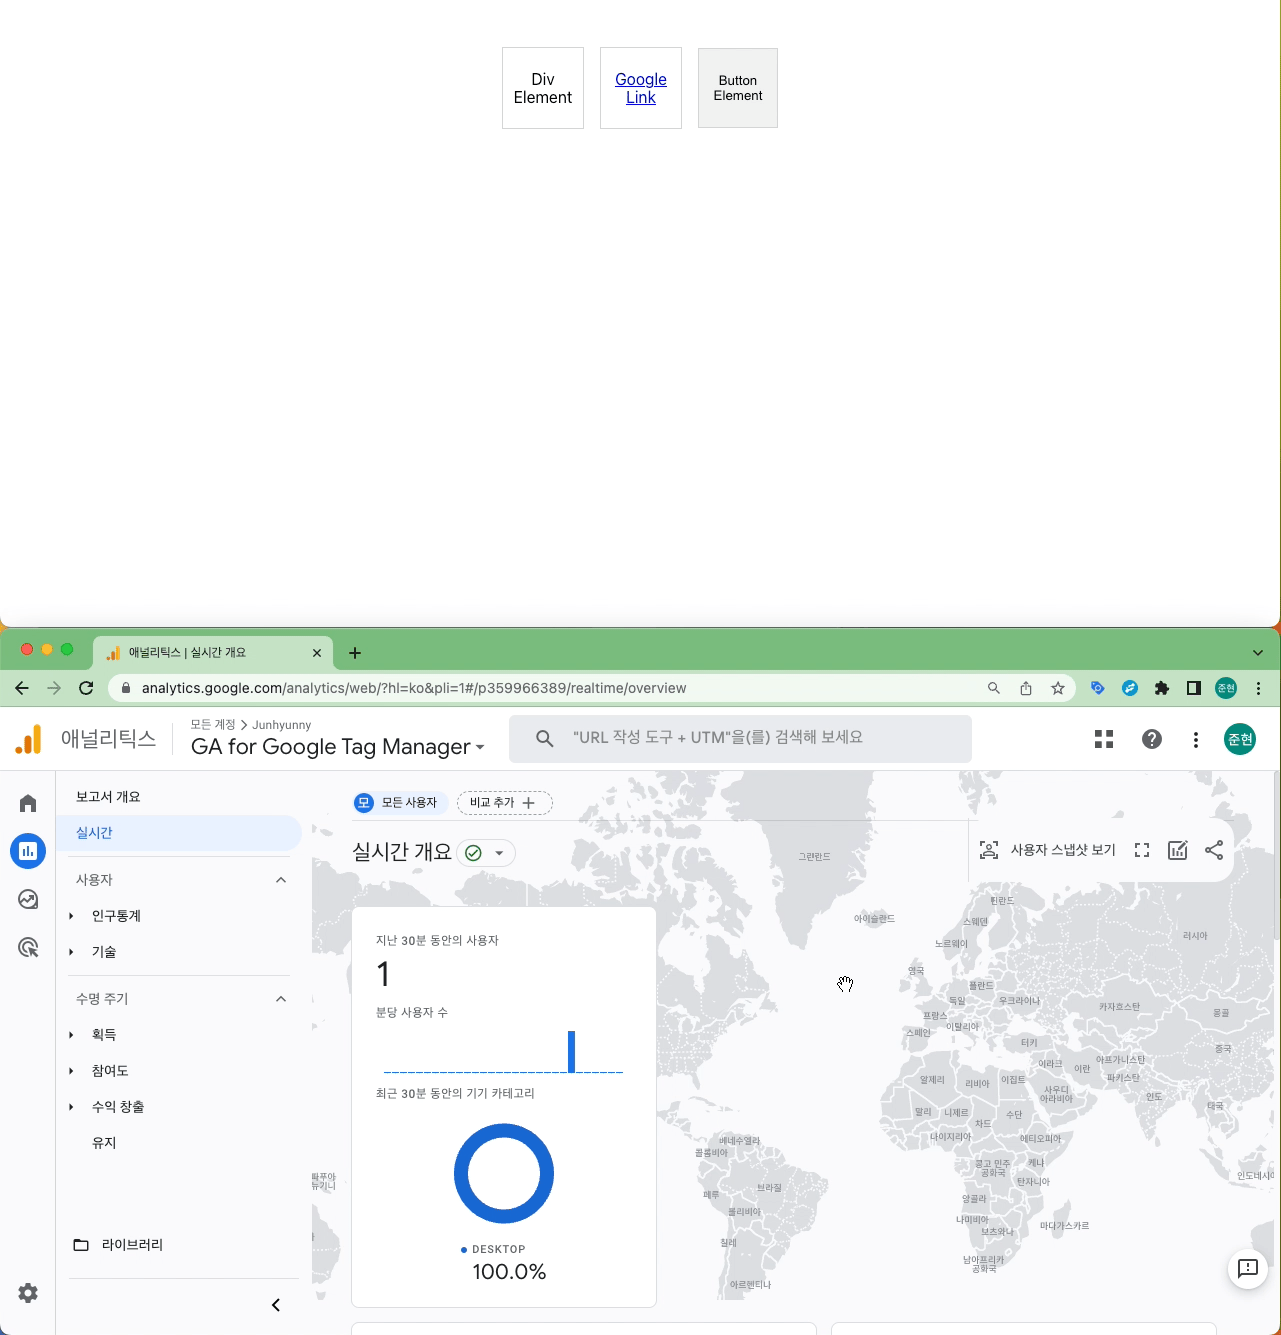 Div
Element
Google
Link
Button
Element
애널리틱스 | 실시간 개요
analytics.google.com/analytics/web/?hl=ko&pli=1#/p359966389/realtime/overview
준현
애널리틱스
모든 계정 > Junhyunny
GA for Google Tag Manager
"URL 작성 도구 + UTM"을(를) 검색해 보세요
준현
보고서 개요
실시간
사용자
인구통계
기술
수명 주기
획득
참여도
수익 창출
유지
라이브러리
모 모든 사용자
비교 추가
실시간 개요
사용자 스냅샷 보기
지난 30분 동안의 사용자
1
분당 사용자 수
최근 30분 동안의 기기 카테고리
DESKTOP
100.0%
그린란드
아이슬란드
핀란드
스웨덴
노르웨이
러시아
영국
폴란드
독일
우크라이나
프랑스
카자흐스탄
몽골
스페인
이탈리아
터키
중국
이라크
이란
아프가니스탄
파키스탄
알제리
리비아
이집트
사우디
아라비아
인도
태국
말리
니제르
차드
수단
나이지리아
에티오피아
베네수엘라
콜롬비아
콩고 민주
공화국
케냐
탄자니아
파푸아
뉴기니
인도네시아
페루
브라질
앙골라
볼리비아
나미비아
보츠와나
마다가스카르
칠레
남아프리카
공화국
아르헨티나